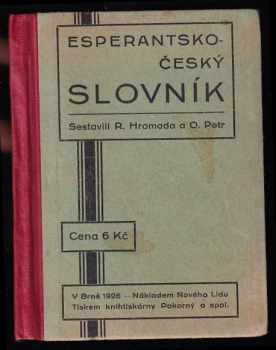 ESPERANTSKO-
ČESKÝ
SLOVNÍK
Sestavili R. Hromada a O. Petr
Cena 6 Kč
V Brně 1926 — Nákladem Nového Lidu
Tiskem knihtiskárny Pokorný a spol.